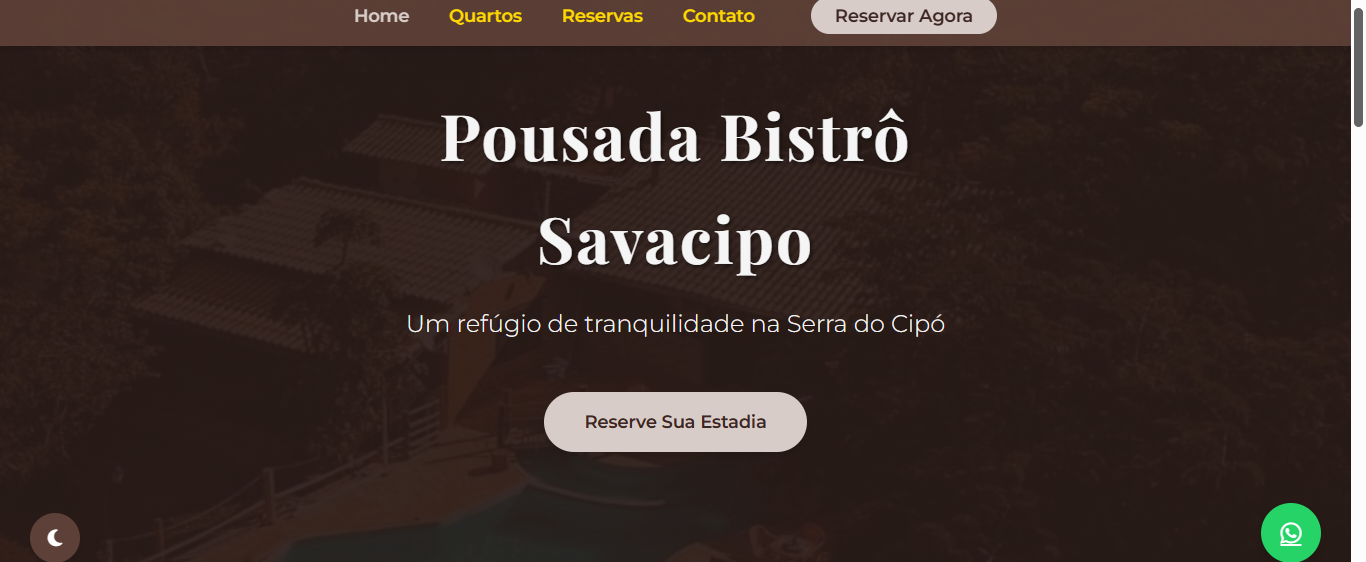 Home Quartos Reservas Contato Reservar Agora
Pousada Bistrô
Savacipo
Um refúgio de tranquilidade na Serra do Cipó
Reserve Sua Estadia